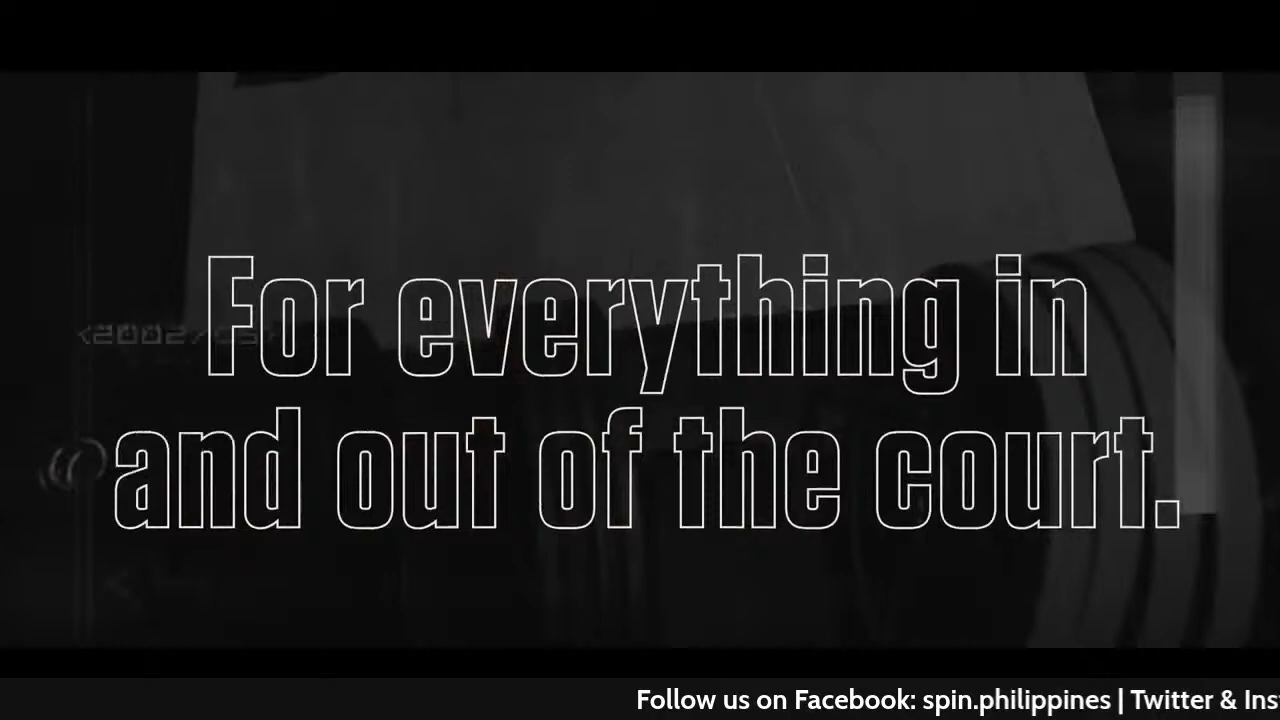 For everything in
and out of the court.
Follow us on Facebook: spin.philippines | Twitter & Ins